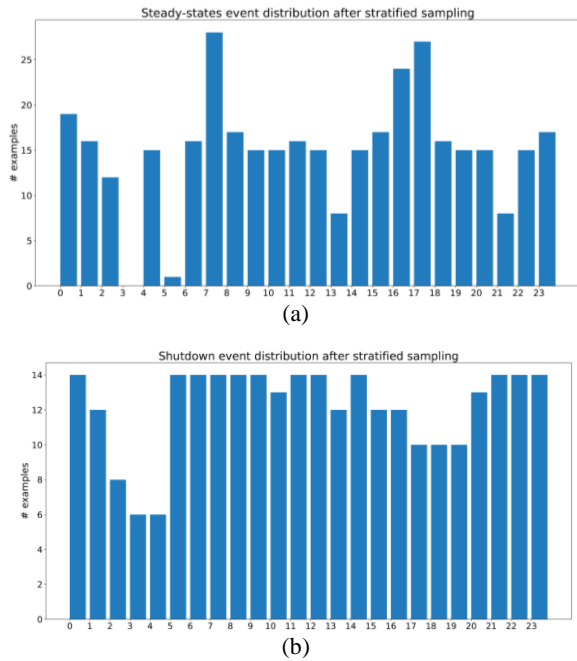 Steady-states event distribution after stratified sampling
# examples
25
20
15
10
5
0
0 1 2 3 4 5 6 7 8 9 10 11 12 13 14 15 16 17 18 19 20 21 22 23
(a)
Shutdown event distribution after stratified sampling
# examples
14
12
10
8
6
4
2
0
0 1 2 3 4 5 6 7 8 9 10 11 12 13 14 15 16 17 18 19 20 21 22 23
(b)